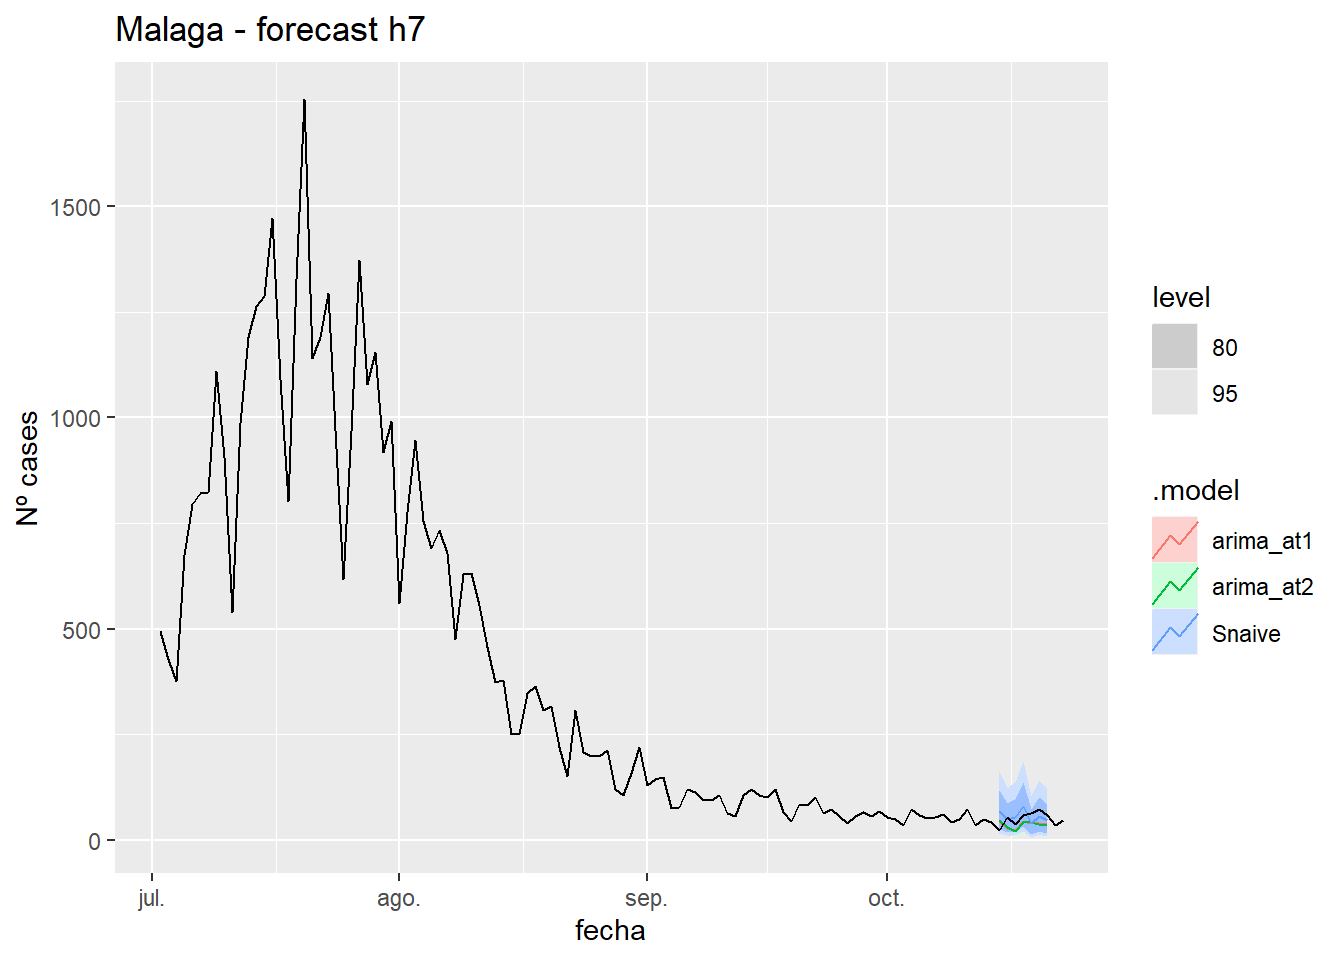 Malaga - forecast h7
Nº cases
1500
1000
500
0
jul.
ago.
sep.
oct.
fecha
level
80
95
.model
arima_at1
arima_at2
Snaive